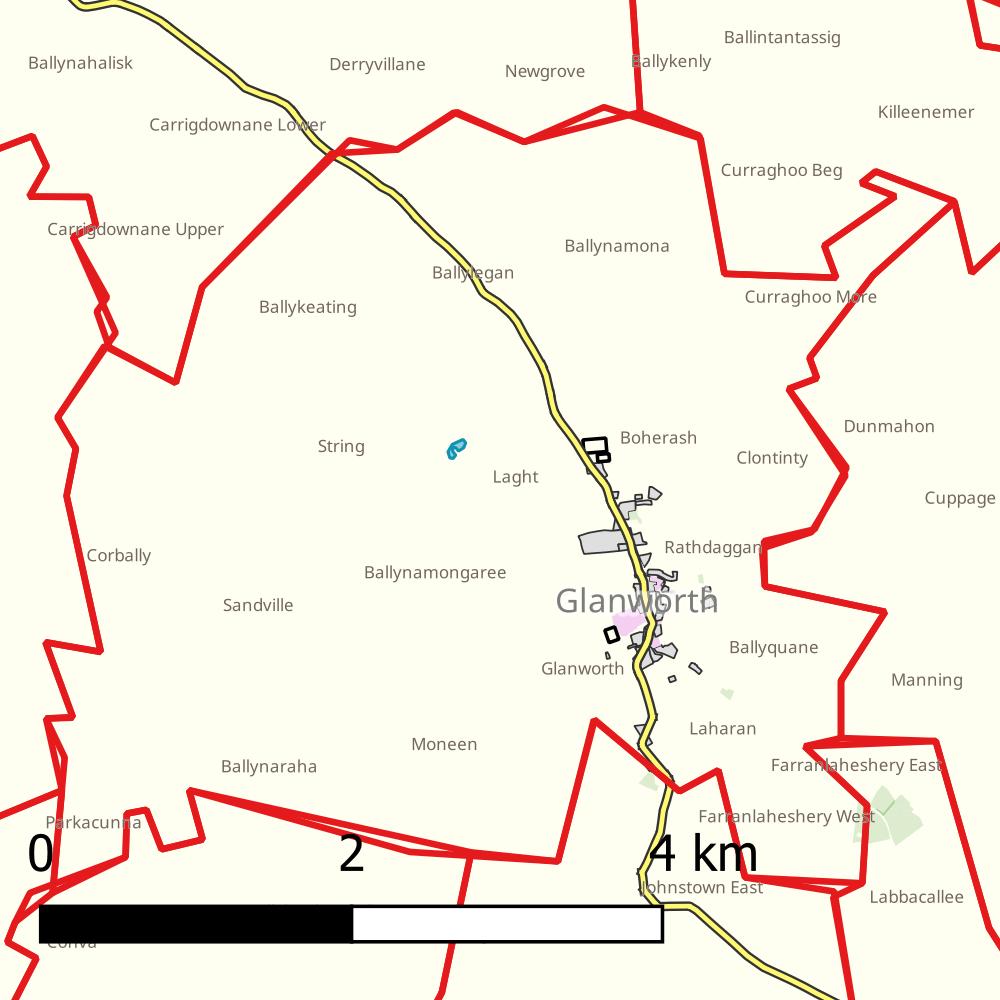 Ballintantassig
Ballynahalisk
Derryvillane
Newgrove
Ballykenly
Killeenemer
Carrigdownane Lower
Curraghoo Beg
Carrigdownane Upper
Ballynamona
Ballylegan
Curraghoo More
Ballykeating
Dunmahon
Boherash
String
Clontinty
Laght
Cuppage
Rathdaggan
Corbally
Ballynamongaree
Glanworth
Sandville
Ballyquane
Glanworth
Manning
Laharan
Moneen
Ballynaraha
Farranlaheshery East
Farranlaheshery West
Parkacunna
0 2 4 km
Johnstown East
Labbacallee
Conva